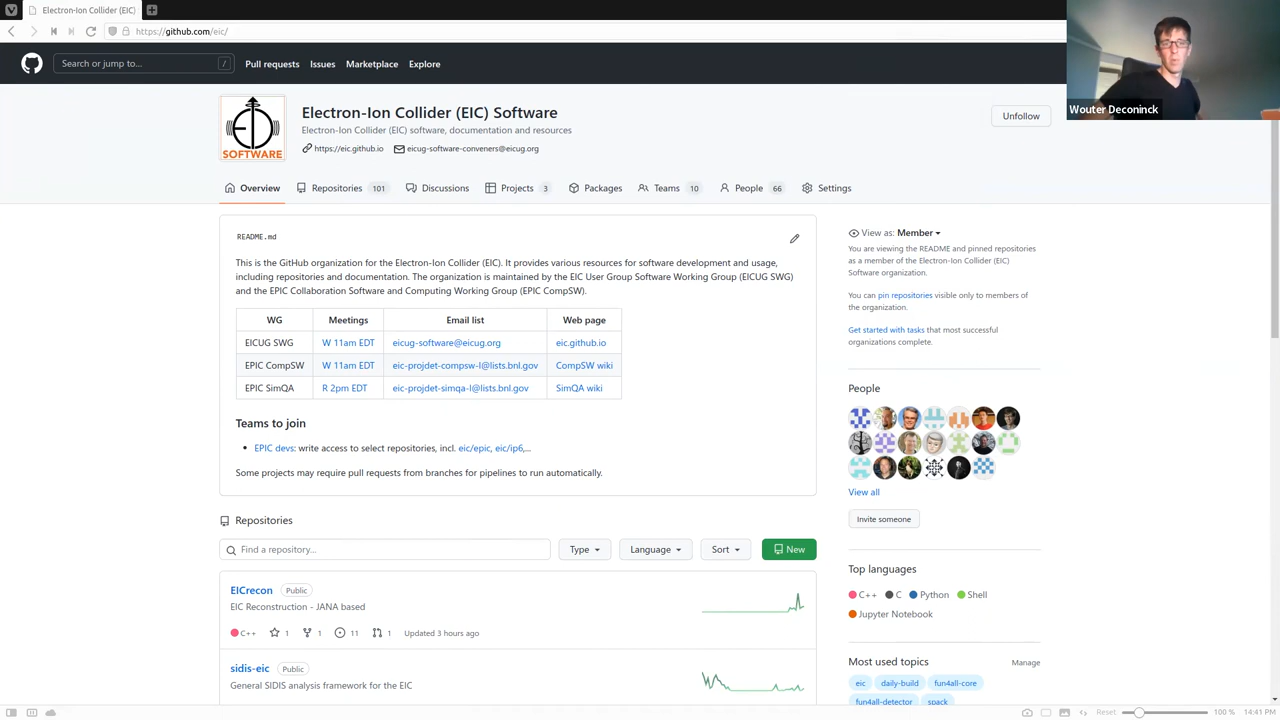 Electron-Ion Collider (EIC)
https://github.com/eic/
Search or jump to... /
Pull requests Issues Marketplace Explore
Wouter Deconinck
EIC
SOFTWARE
Electron-Ion Collider (EIC) Software
Electron-Ion Collider (EIC) software, documentation and resources
https://eic.github.io eicug-software-conveners@eicug.org
Unfollow
Overview Repositories 101 Discussions Projects 3 Packages Teams 10 People 66 Settings
README.md
This is the GitHub organization for the Electron-Ion Collider (EIC). It provides various resources for software development and usage,
including repositories and documentation. The organization is maintained by the EIC User Group Software Working Group (EICUG SWG)
and the EPIC Collaboration Software and Computing Working Group (EPIC CompSW).
WG Meetings Email list Web page
EICUG SWG W 11am EDT eicug-software@eicug.org eic.github.io
EPIC CompSW W 11am EDT eic-projdet-compsw-l@lists.bnl.gov CompSW wiki
EPIC SimQA R 2pm EDT eic-projdet-simqa-l@lists.bnl.gov SimQA wiki
Teams to join
EPIC devs: write access to select repositories, incl. eic/epic, eic/ip6,...
Some projects may require pull requests from branches for pipelines to run automatically.
Repositories
Find a repository... Type Language Sort New
EICrecon Public
EIC Reconstruction - JANA based
C++ 1 1 11 1 Updated 3 hours ago
sidis-eic Public
General SIDIS analysis framework for the EIC
View as: Member
You are viewing the README and pinned repositories
as a member of the Electron-Ion Collider (EIC)
Software organization.
You can pin repositories visible only to members of
the organization.
Get started with tasks that most successful
organizations complete.
People
View all
Invite someone
Top languages
C++ C Python Shell
Jupyter Notebook
Most used topics Manage
eic daily-build fun4all-core
fun4all-detector spack
Reset 100 % 14:41 PM